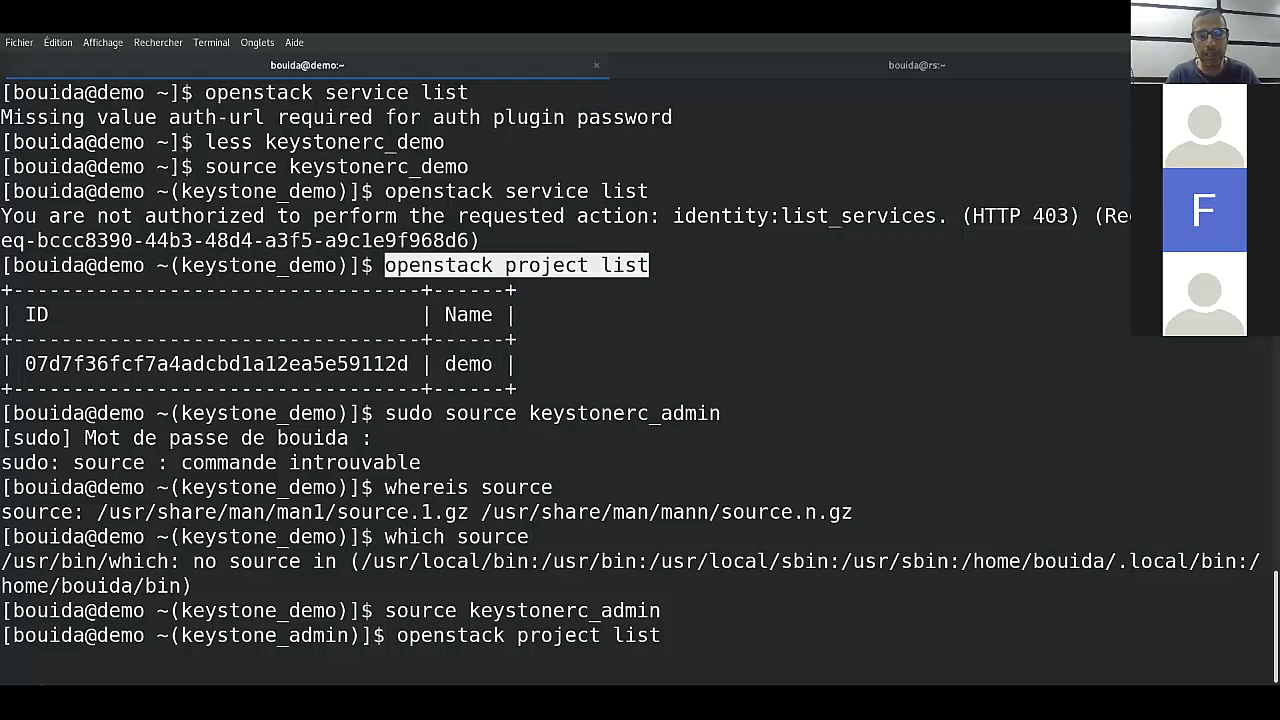 Fichier Édition Affichage Rechercher Terminal Onglets Aide
bouida@demo:~ × bouida@rs:~
[bouida@demo ~]$ openstack service list
Missing value auth-url required for auth plugin password
[bouida@demo ~]$ less keystonerc_demo
[bouida@demo ~]$ source keystonerc_demo
[bouida@demo ~(keystone_demo)]$ openstack service list
You are not authorized to perform the requested action: identity:list_services. (HTTP 403) (Re
eq-bccc8390-44b3-48d4-a3f5-a9c1e9f968d6)
[bouida@demo ~(keystone_demo)]$ openstack project list
+----------------------------------+------+
| ID | Name |
+----------------------------------+------+
| 07d7f36fcf7a4adcbd1a12ea5e59112d | demo |
+----------------------------------+------+
[bouida@demo ~(keystone_demo)]$ sudo source keystonerc_admin
[sudo] Mot de passe de bouida :
sudo: source : commande introuvable
[bouida@demo ~(keystone_demo)]$ whereis source
source: /usr/share/man/man1/source.1.gz /usr/share/man/mann/source.n.gz
[bouida@demo ~(keystone_demo)]$ which source
/usr/bin/which: no source in (/usr/local/bin:/usr/bin:/usr/local/sbin:/usr/sbin:/home/bouida/.local/bin:/
home/bouida/bin)
[bouida@demo ~(keystone_demo)]$ source keystonerc_admin
[bouida@demo ~(keystone_admin)]$ openstack project list
F